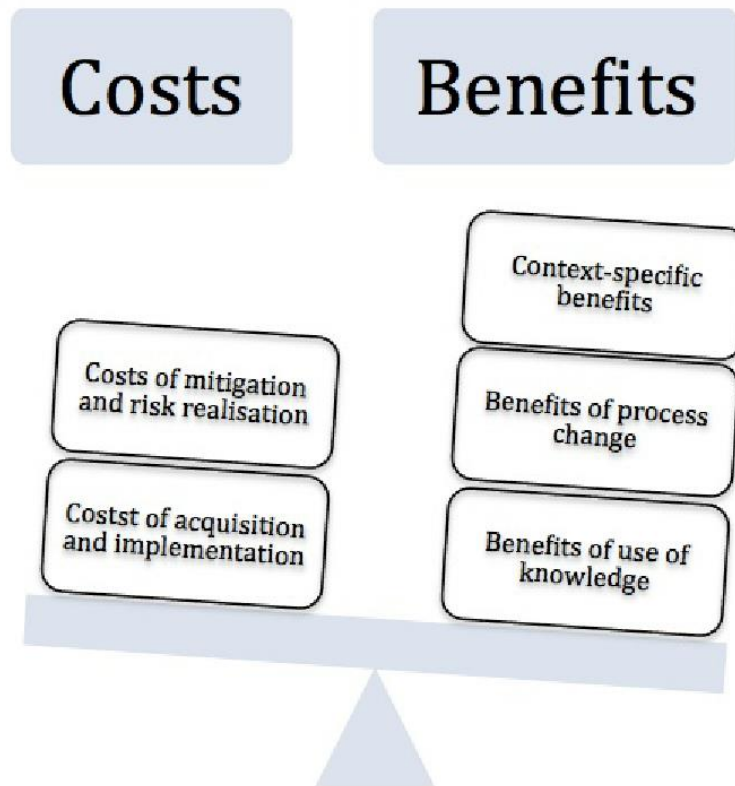 Costs
Benefits
Context-specific
benefits
Costs of mitigation
and risk realisation
Benefits of process
change
Costst of acquisition
and implementation
Benefits of use of
knowledge